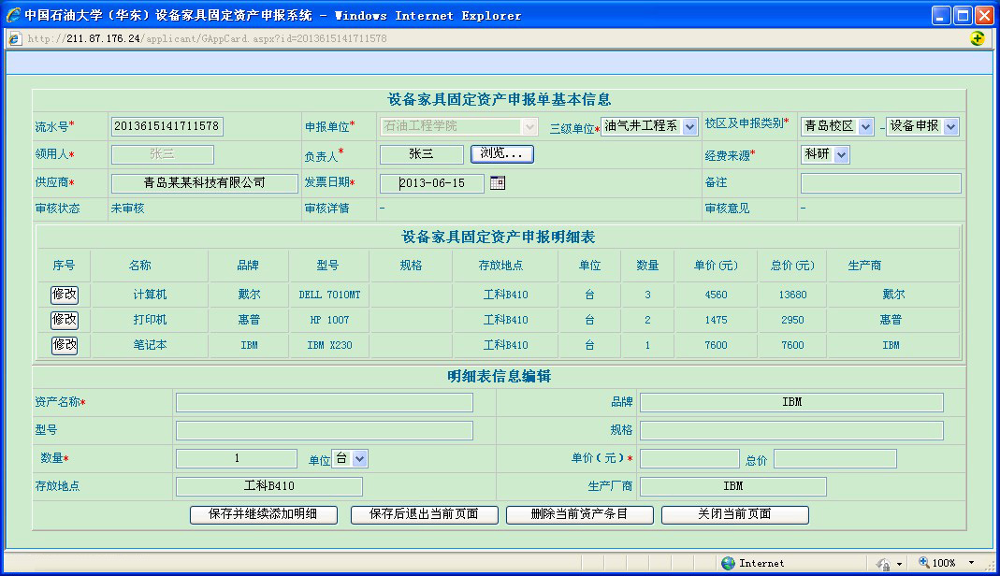 中国石油大学（华东）设备家具固定资产申报系统 - Windows Internet Explorer
http://211.87.176.24/applicant/GAppCard.aspx?id=2013615141711578
设备家具固定资产申报单基本信息
流水号* 2013615141711578 申报单位* 石油工程学院 三级单位* 油气井工程系 校区及申报类别* 青岛校区 - 设备申报
领用人* 张三 负责人* 张三 浏览... 经费来源* 科研
供应商* 青岛某某科技有限公司 发票日期* 2013-06-15 备注
审核状态 未审核 审核详情 - 审核意见 -
设备家具固定资产申报明细表
序号 名称 品牌 型号 规格 存放地点 单位 数量 单价(元) 总价(元) 生产商
修改 计算机 戴尔 DELL 7010MT 工科B410 台 3 4560 13680 戴尔
修改 打印机 惠普 HP 1007 工科B410 台 2 1475 2950 惠普
修改 笔记本 IBM IBM X230 工科B410 台 1 7600 7600 IBM
明细表信息编辑
资产名称* 品牌 IBM
型号 规格
数量* 1 单位 台 单价（元）* 总价
存放地点 工科B410 生产厂商 IBM
保存并继续添加明细 保存后退出当前页面 删除当前资产条目 关闭当前页面
Internet 100%